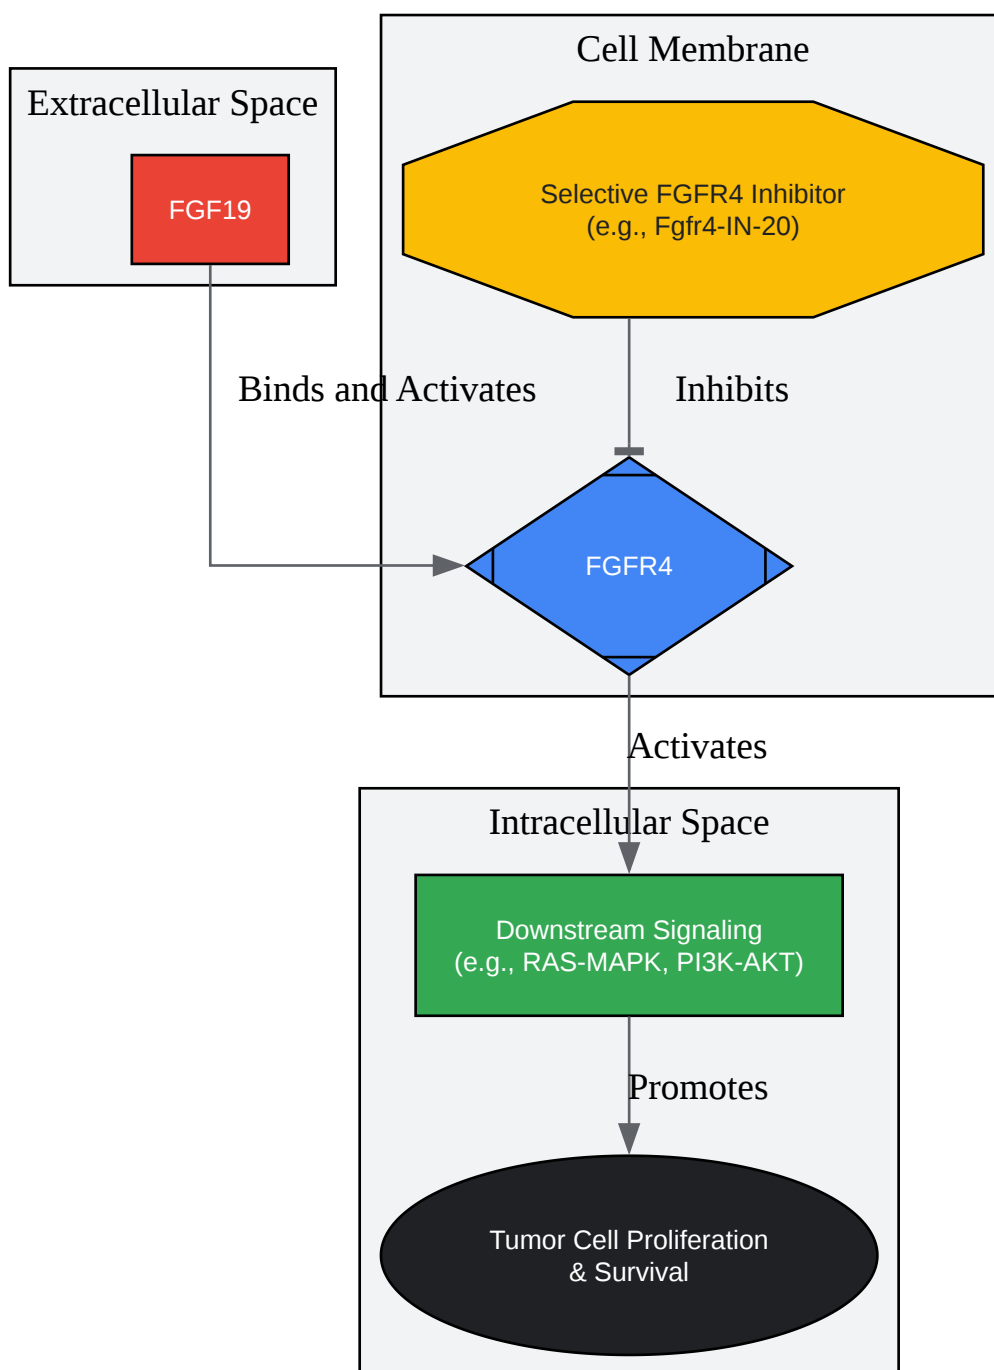 Cell Membrane
Extracellular Space
Selective FGFR4 Inhibitor
(e.g., Fgfr4-IN-20)
FGF19
Binds and Activates
Inhibits
FGFR4
Activates
Intracellular Space
Downstream Signaling
(e.g., RAS-MAPK, PI3K-AKT)
Promotes
Tumor Cell Proliferation
& Survival